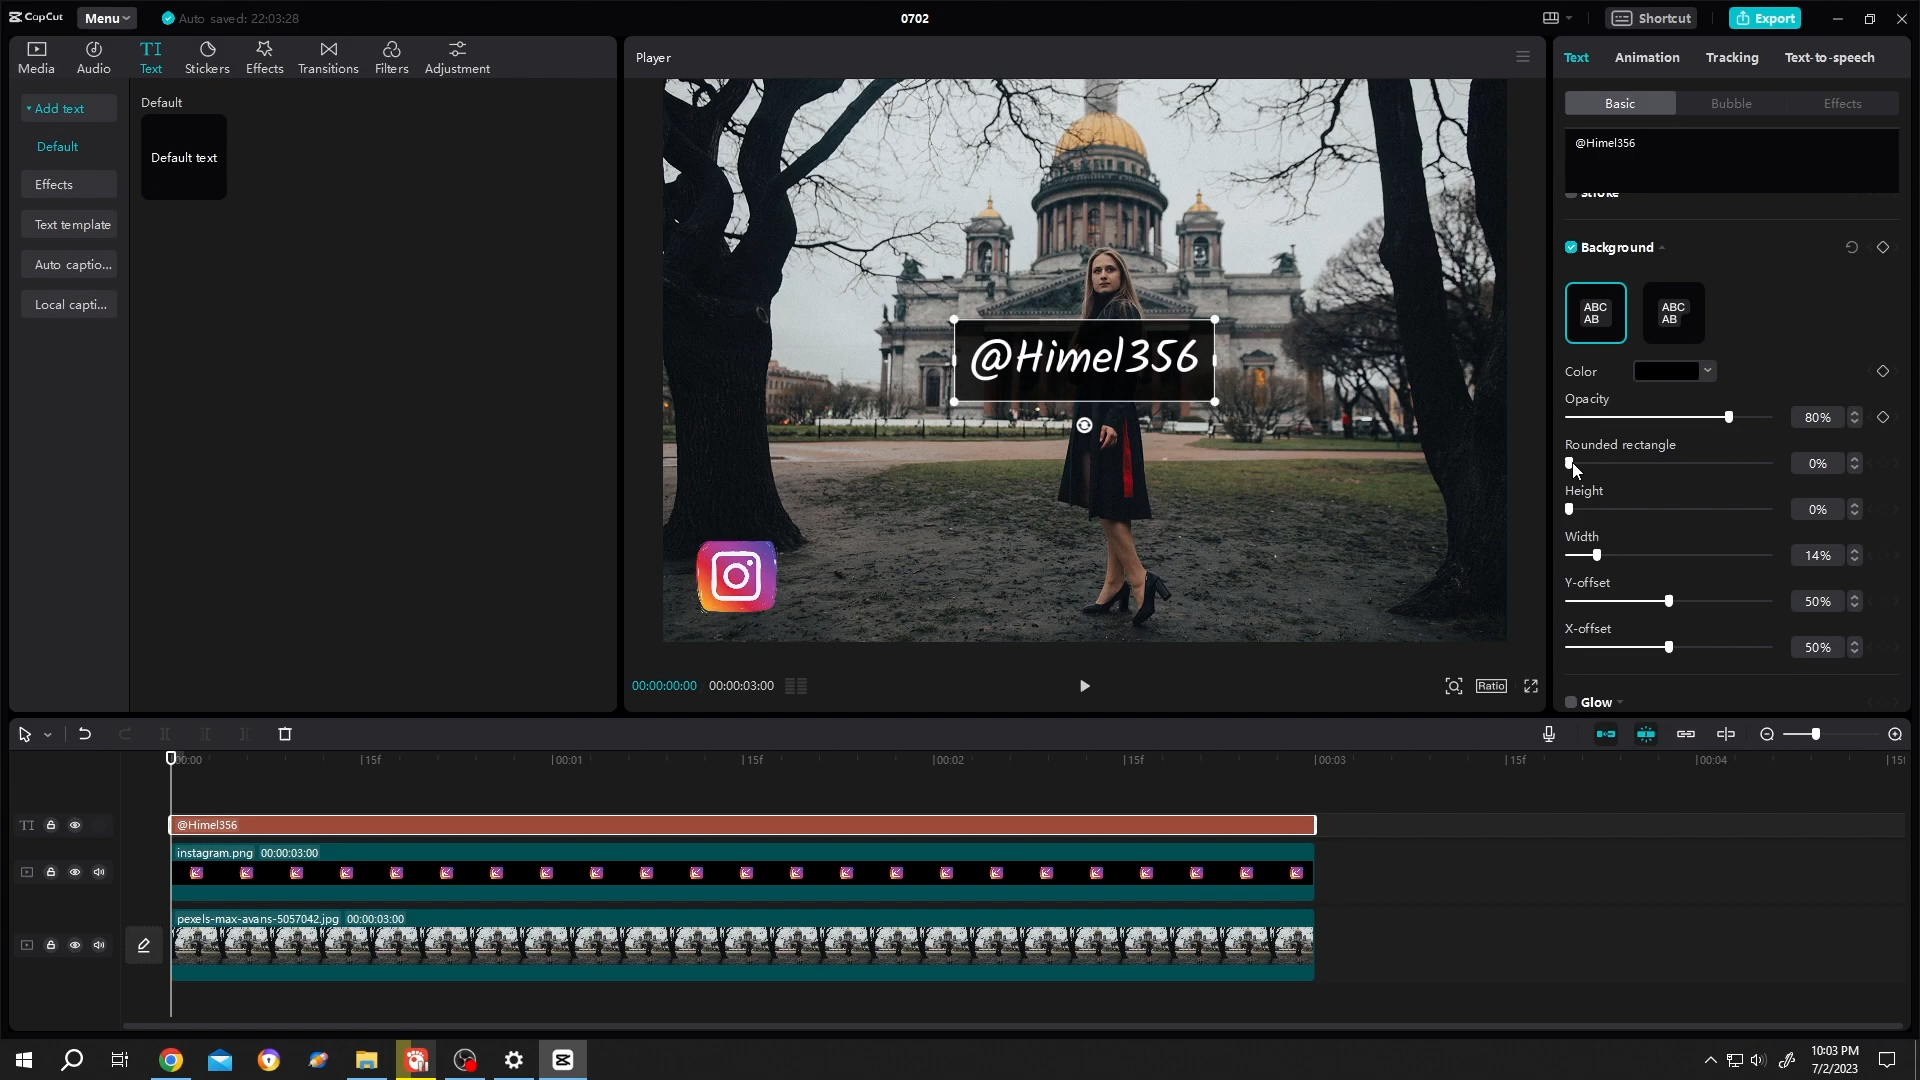 CapCut
Menu
Auto saved: 22:03:28
0702
Shortcut
Export
Media
Audio
TI
Text
Stickers
Effects
Transitions
Filters
Adjustment
Player
Text
Animation
Tracking
Text-to-speech
Add text
Default
Effects
Text template
Auto captio...
Local capti...
Default
Default text
@Himel356
Basic
Bubble
Effects
@Himel356
Stroke
Background
ABC
AB
ABC
AB
Color
Opacity
80%
Rounded rectangle
0%
Height
0%
Width
14%
Y-offset
50%
X-offset
50%
Glow
00:00:00:00
00:00:03:00
Ratio
00:00
15f
00:01
15f
00:02
15f
00:03
15f
00:04
TI
@Himel356
instagram.png 00:00:03:00
pexels-max-avans-5057042.jpg 00:00:03:00
10:03 PM
7/2/2023